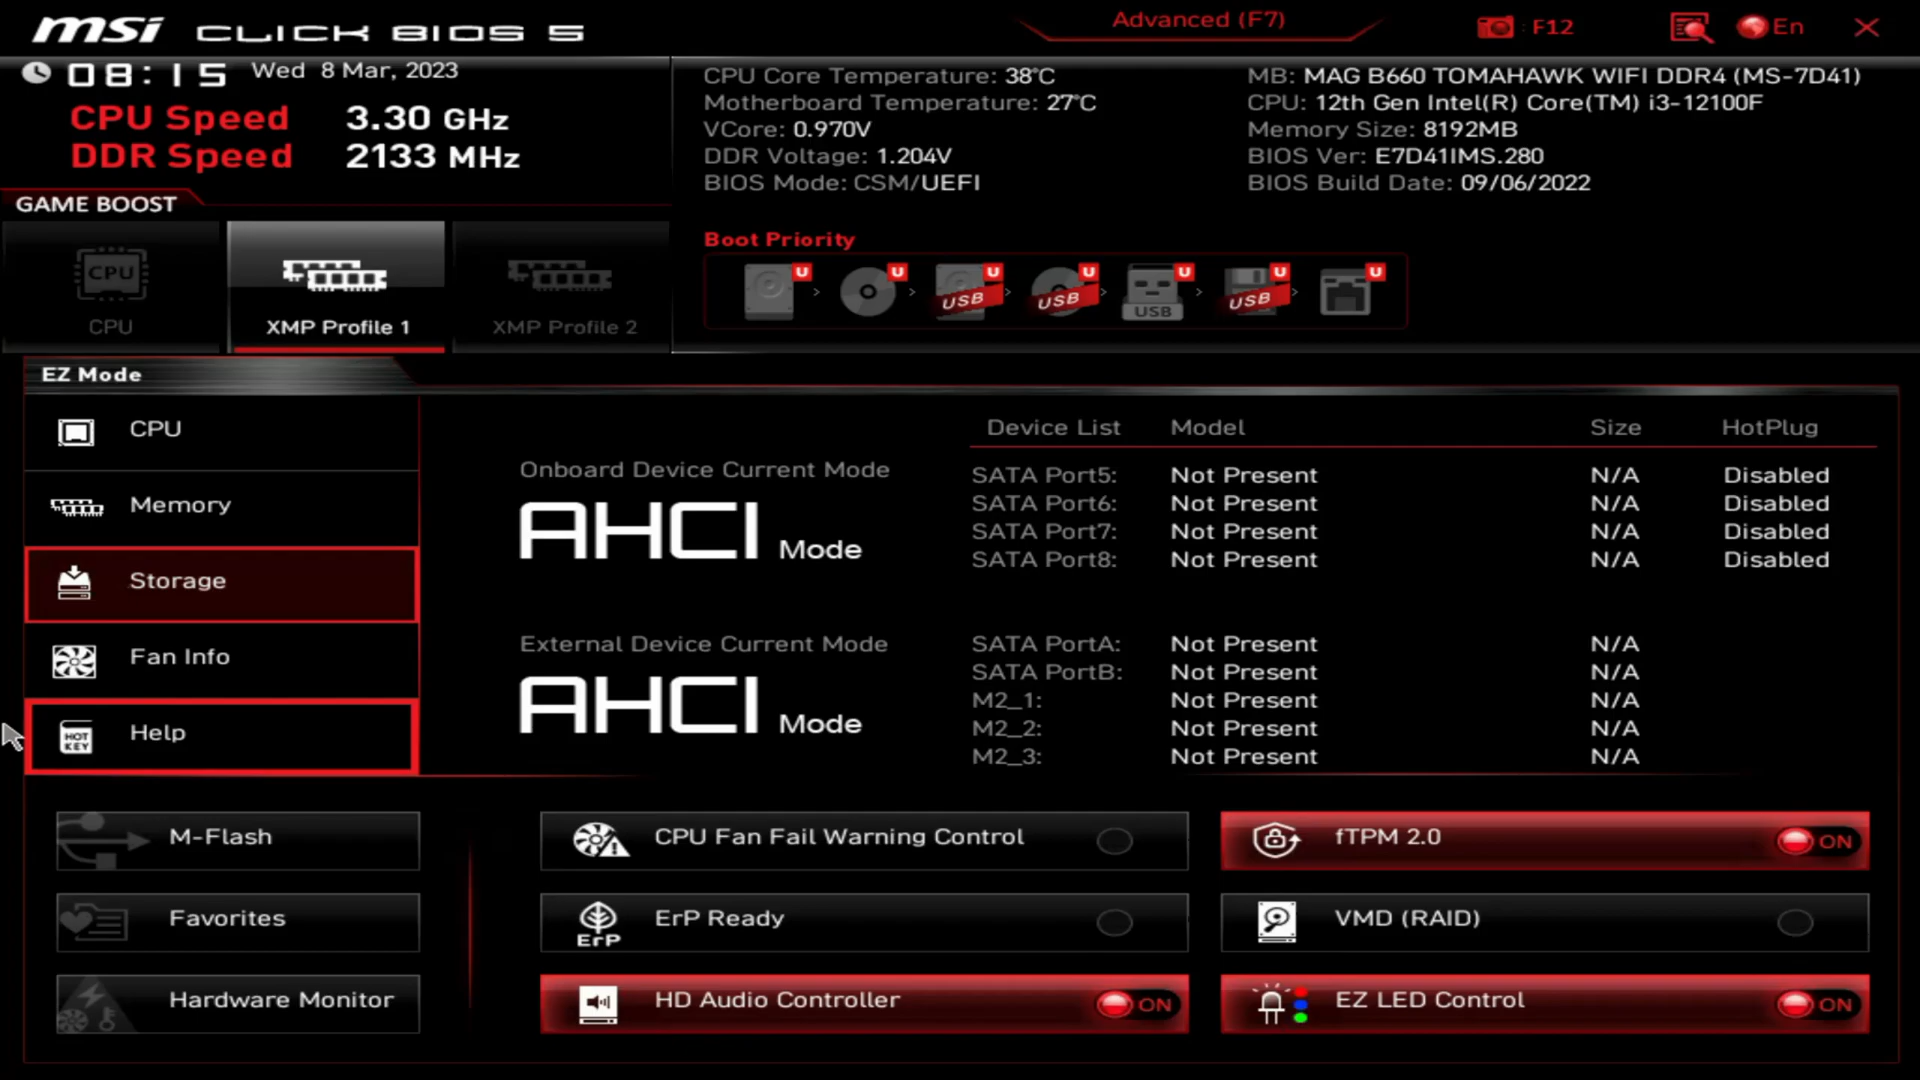 msi CLICK BIOS 5
Advanced (F7)
: F12
En
08:15 Wed 8 Mar, 2023
CPU Speed 3.30 GHz
DDR Speed 2133 MHz
CPU Core Temperature: 38°C
Motherboard Temperature: 27°C
VCore: 0.970V
DDR Voltage: 1.204V
BIOS Mode: CSM/UEFI
MB: MAG B660 TOMAHAWK WIFI DDR4 (MS-7D41)
CPU: 12th Gen Intel(R) Core(TM) i3-12100F
Memory Size: 8192MB
BIOS Ver: E7D41IMS.280
BIOS Build Date: 09/06/2022
GAME BOOST
CPU
CPU
XMP Profile 1
XMP Profile 2
Boot Priority
U U U U U U U
USB USB USB USB
EZ Mode
CPU
Memory
Storage
Fan Info
HOT
KEY
Help
Onboard Device Current Mode
AHCI Mode
External Device Current Mode
AHCI Mode
Device List Model Size HotPlug
SATA Port5: Not Present N/A Disabled
SATA Port6: Not Present N/A Disabled
SATA Port7: Not Present N/A Disabled
SATA Port8: Not Present N/A Disabled
SATA PortA: Not Present N/A
SATA PortB: Not Present N/A
M2_1: Not Present N/A
M2_2: Not Present N/A
M2_3: Not Present N/A
M-Flash
Favorites
Hardware Monitor
CPU Fan Fail Warning Control
ErP
ErP Ready
HD Audio Controller ON
fTPM 2.0 ON
VMD (RAID)
EZ LED Control ON